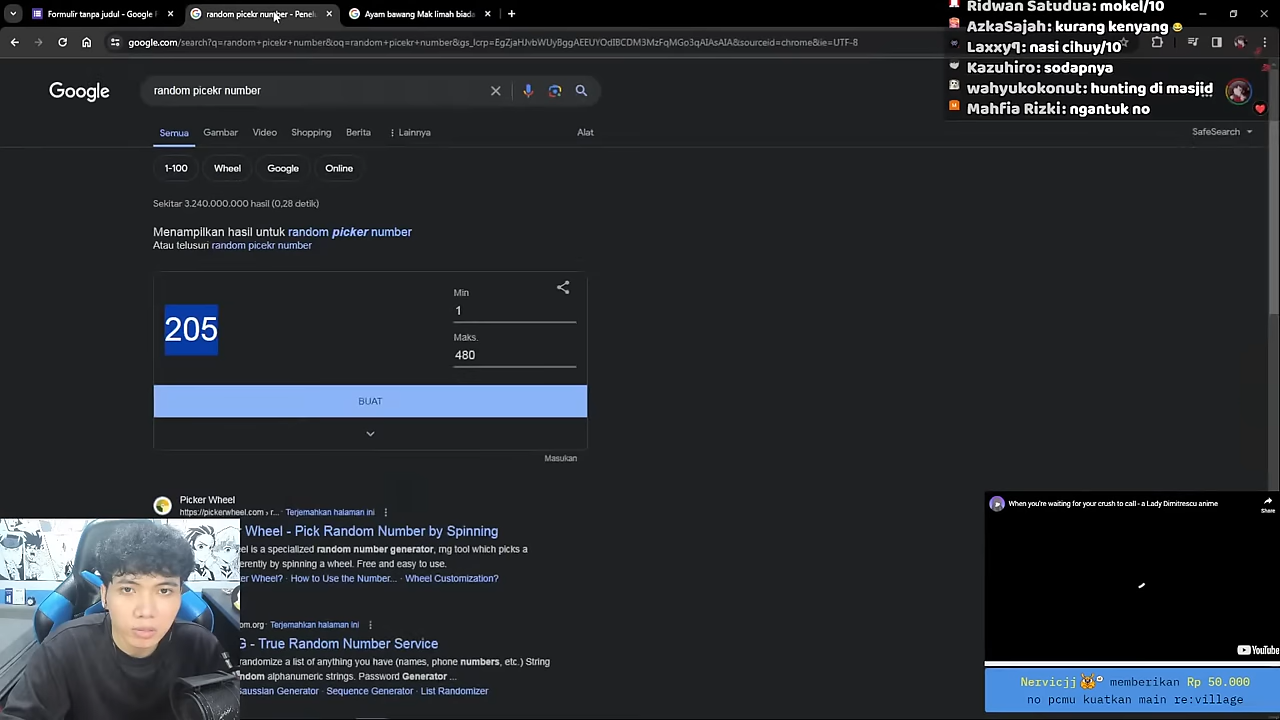 Formulir tanpa judul - Google
random picekr number - Penel
Ayam bawang Mak limah biada
google.com/search?q=random+picekr+number&oq=random+picekr+number&gs_lcrp=EgZjaHJvbWUyBggAEEUYOdIBCDM3MzFqMGo3qAIAsAIA&sourceid=chrome&ie=UTF-8
Ridwan Satudua: mokel/10
AzkaSajah: kurang kenyang
Laxxy¶: nasi cihuy/10
Kazuhiro: sodapnya
wahyukokonut: hunting di masjid
Mahfia Rizki: ngantuk no
Google
random picekr number
Semua Gambar Video Shopping Berita Lainnya Alat
SafeSearch
1-100 Wheel Google Online
Sekitar 3.240.000.000 hasil (0,28 detik)
Menampilkan hasil untuk random picker number
Atau telusuri random picekr number
205
Min
1
Maks.
480
BUAT
Masukan
Picker Wheel
https://pickerwheel.com › r... Terjemahkan halaman ini
Wheel - Pick Random Number by Spinning
el is a specialized random number generator, rng tool which picks a
erently by spinning a wheel. Free and easy to use.
er Wheel? · How to Use the Number... · Wheel Customization?
om.org · Terjemahkan halaman ini
G - True Random Number Service
randomize a list of anything you have (names, phone numbers, etc.) String
ndom alphanumeric strings. Password Generator ...
aussian Generator · Sequence Generator · List Randomizer
When you're waiting for your crush to call - a Lady Dimitrescu anime
Share
YouTube
Nervicjj memberikan Rp 50.000
no pcmu kuatkan main re:village